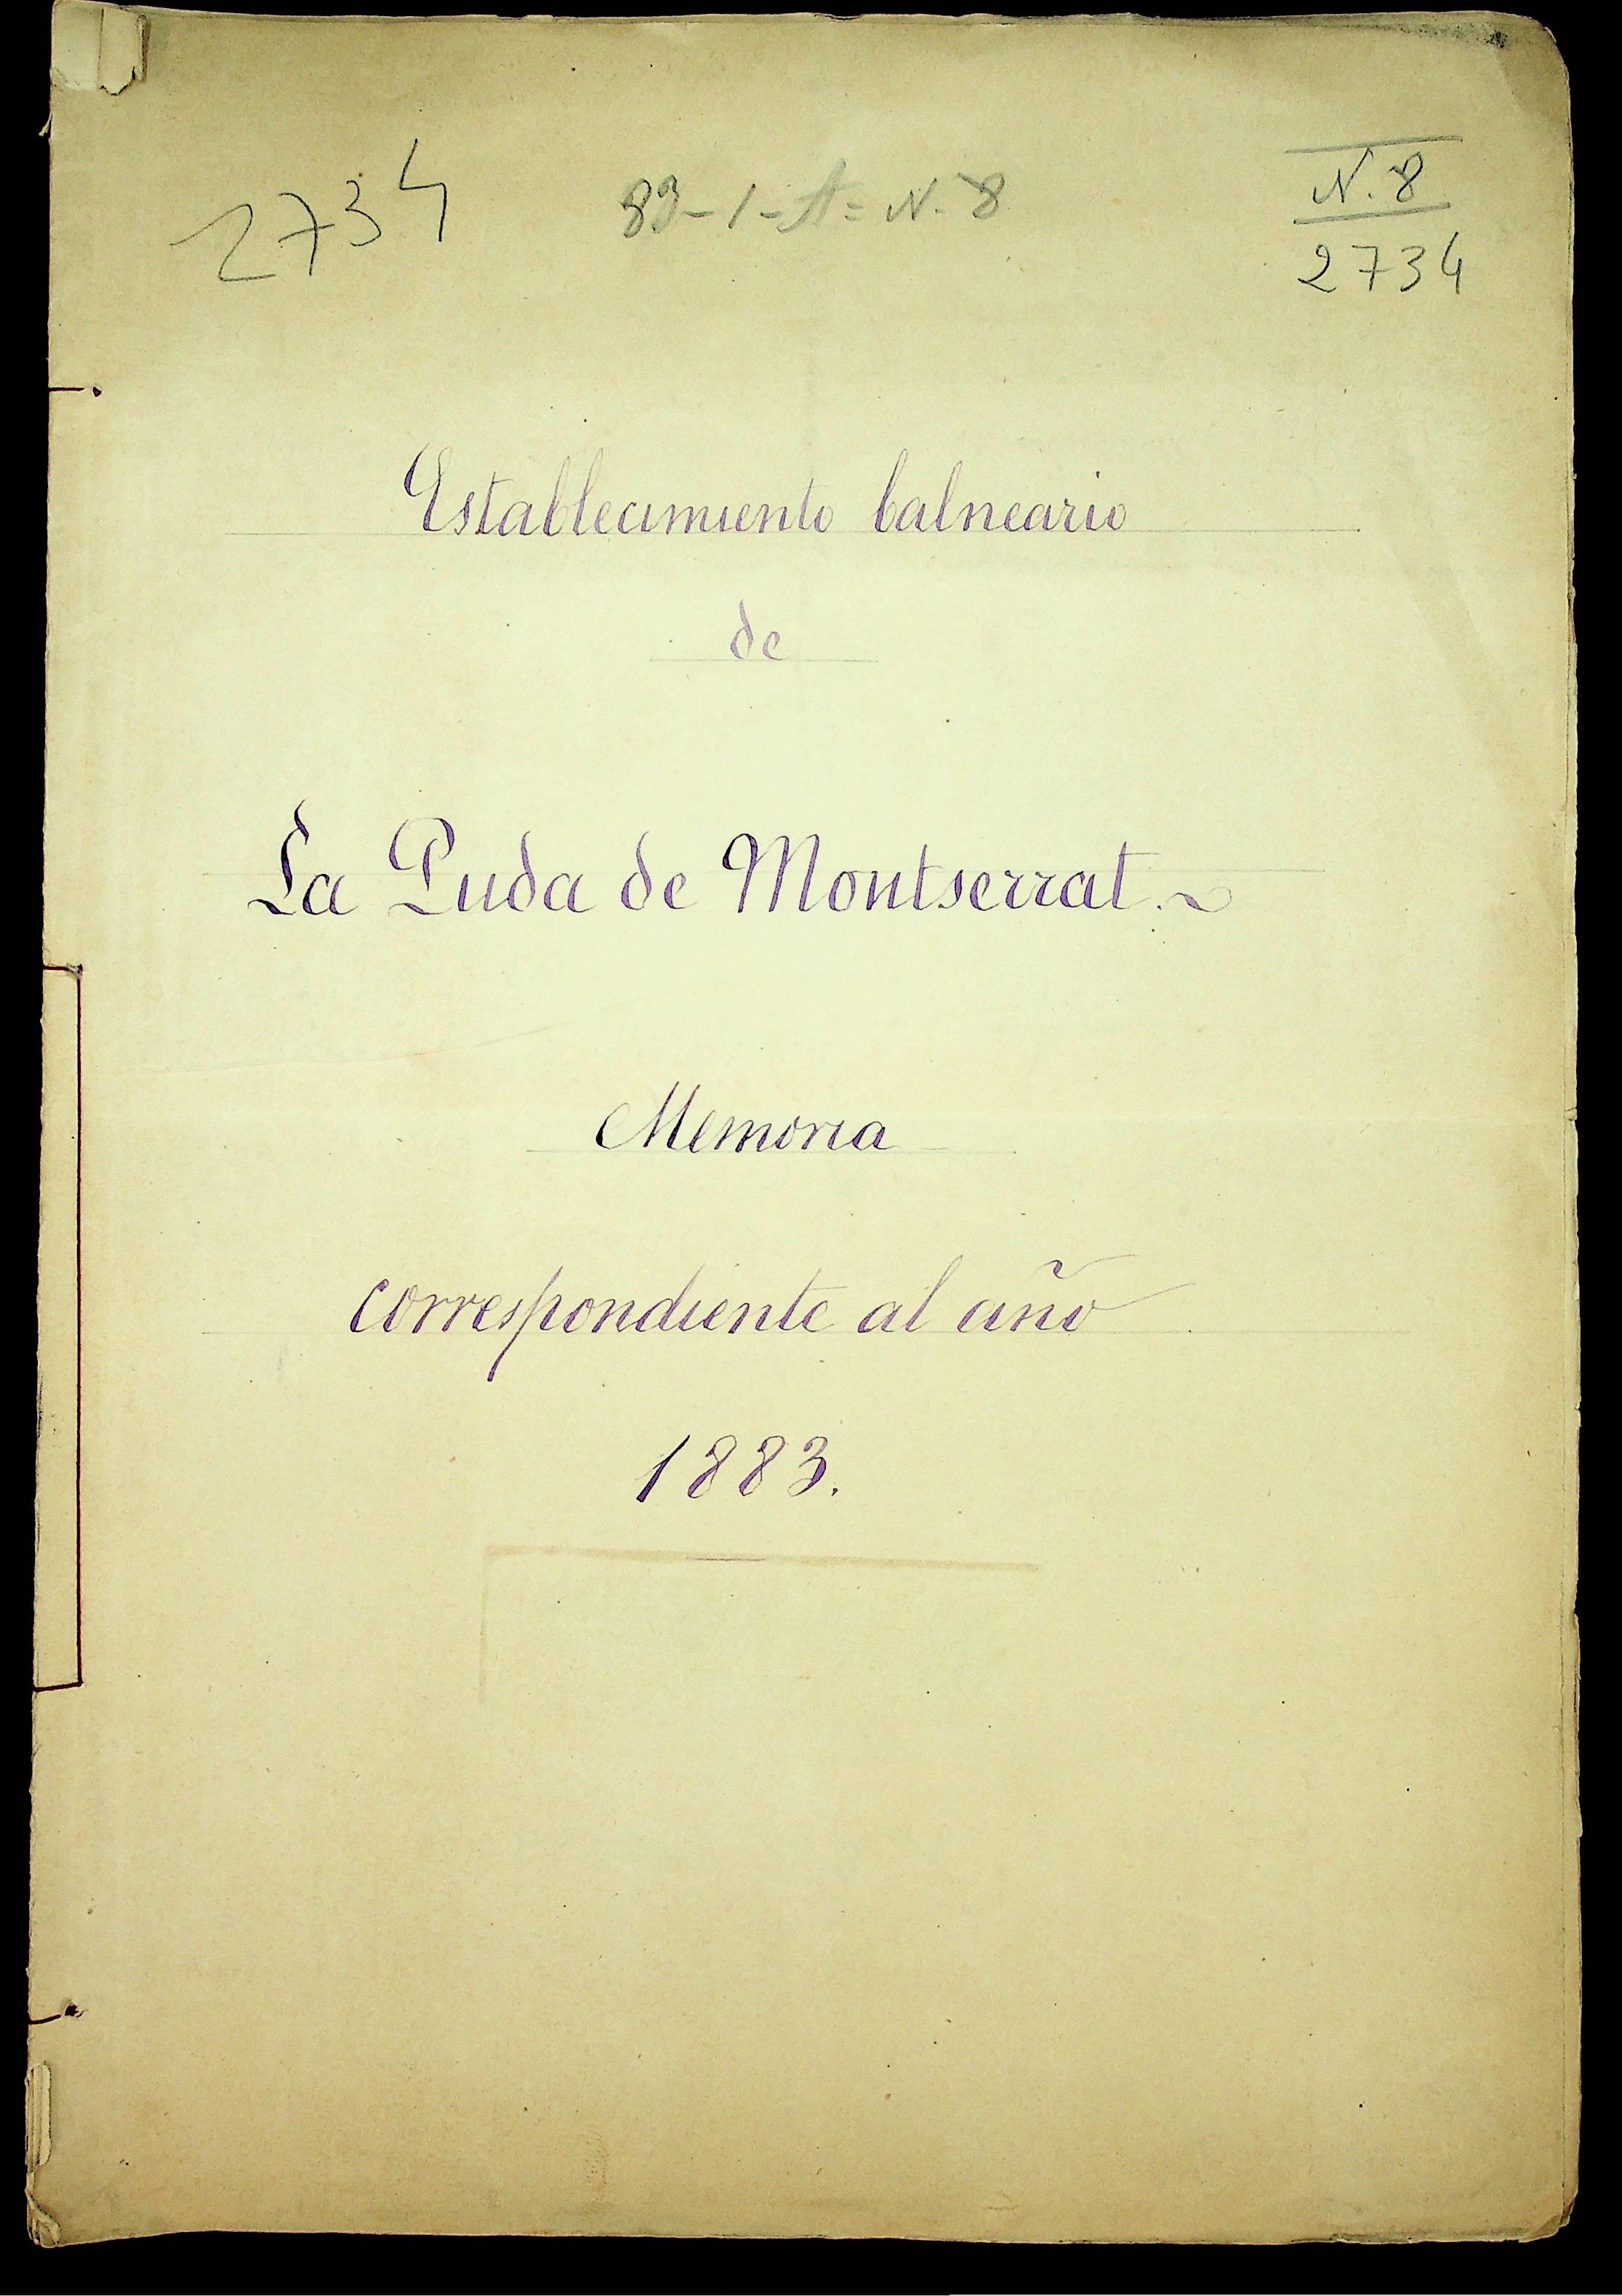 2734
83-1-A=N.8
N.8
2734
Establecimiento balneario
de
La Puda de Montserrat.
Memoria
correspondiente al año
1883.